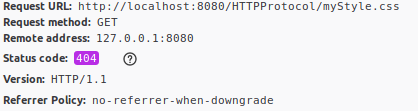 Request URL: http://localhost:8080/HTTPProtocol/myStyle.css
Request method: GET
Remote address: 127.0.0.1:8080
Status code: 404 ?
Version: HTTP/1.1
Referrer Policy: no-referrer-when-downgrade